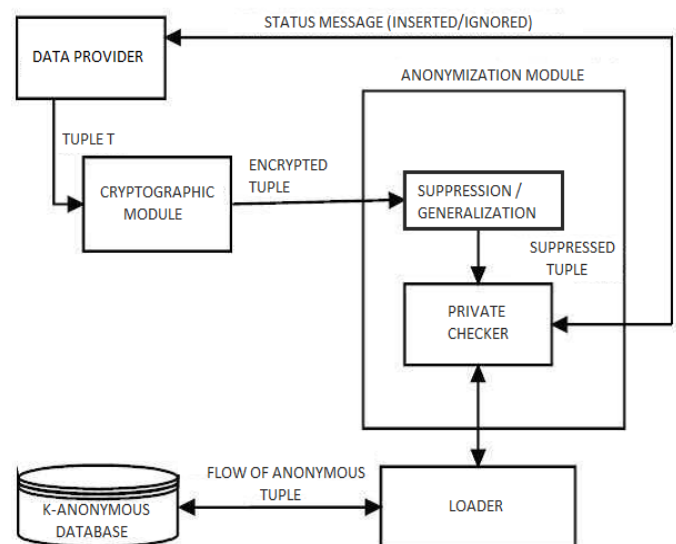 STATUS MESSAGE (INSERTED/IGNORED)
DATA PROVIDER
ANONYMIZATION MODULE
TUPLE T
ENCRYPTED
TUPLE
CRYPTOGRAPHIC
MODULE
SUPPRESSION /
GENERALIZATION
SUPPRESSED
TUPLE
PRIVATE
CHECKER
FLOW OF ANONYMOUS
TUPLE
K-ANONYMOUS
DATABASE
LOADER